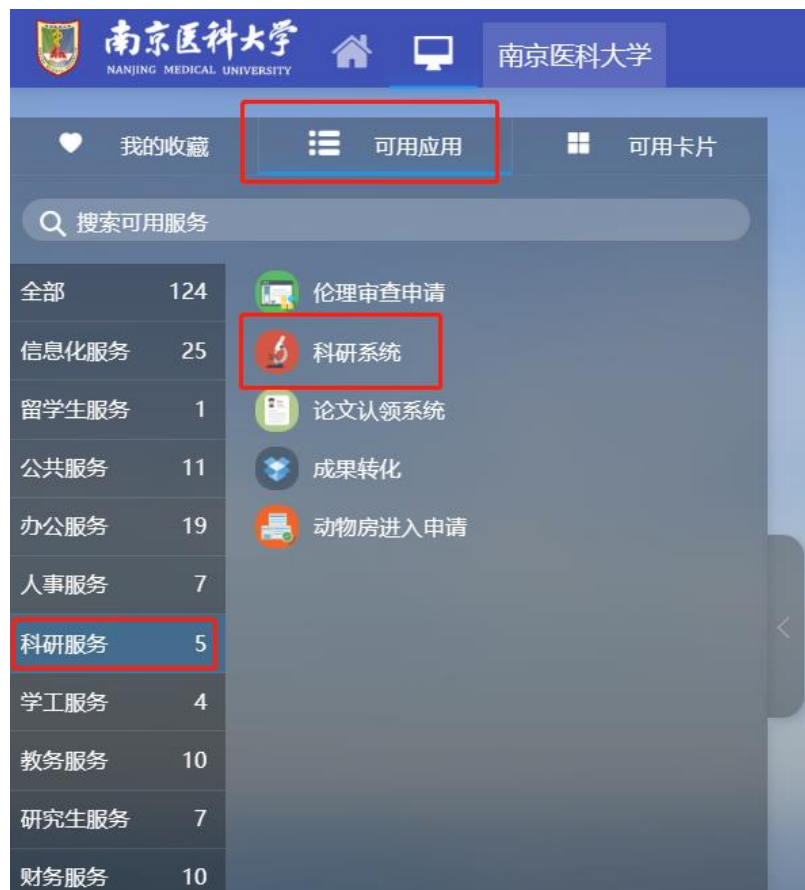 南京医科大学
NANJING MEDICAL UNIVERSITY
南京医科大学
我的收藏
可用应用
可用卡片
搜索可用服务
全部 124
信息化服务 25
留学生服务 1
公共服务 11
办公服务 19
人事服务 7
科研服务 5
学工服务 4
教务服务 10
研究生服务 7
财务服务 10
伦理审查申请
科研系统
论文认领系统
成果转化
动物房进入申请